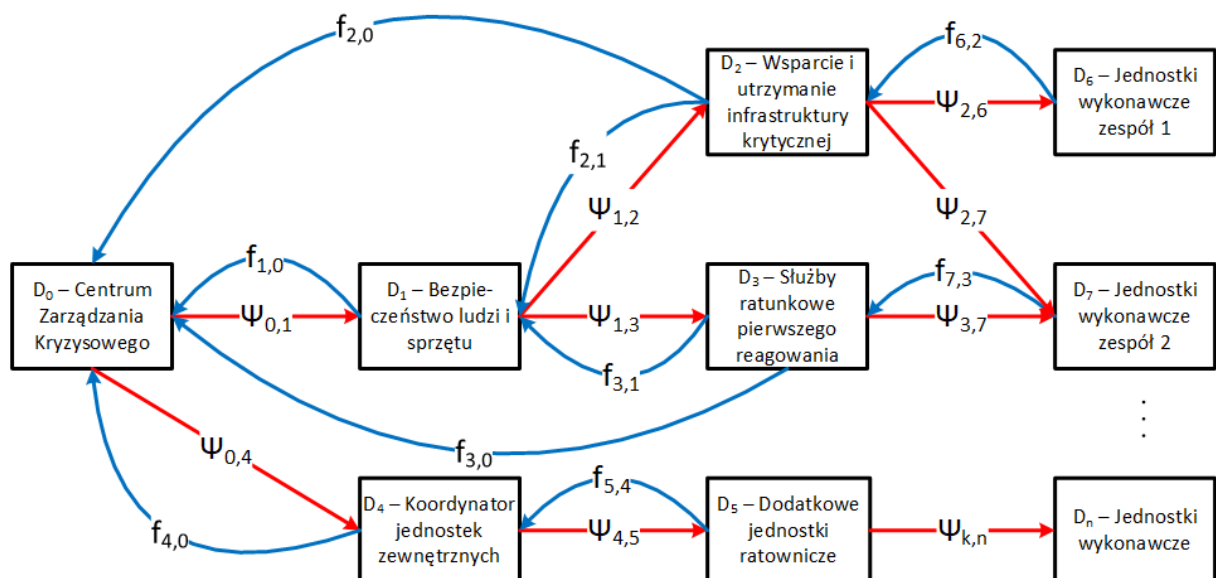 f2,0
D2 – Wsparcie i
utrzymanie
infrastruktury
krytycznej
f6,2
Ψ2,6
D6 – Jednostki
wykonawcze
zespół 1
f2,1
Ψ1,2
Ψ2,7
D0 – Centrum
Zarządzania
Kryzysowego
f1,0
Ψ0,1
D1 – Bezpie-
czeństwo ludzi i
sprzętu
Ψ1,3
f3,1
D3 – Służby
ratunkowe
pierwszego
reagowania
f7,3
Ψ3,7
D7 – Jednostki
wykonawcze
zespół 2
Ψ0,4
f3,0
f4,0
D4 – Koordynator
jednostek
zewnętrznych
f5,4
Ψ4,5
D5 – Dodatkowe
jednostki
ratownicze
Ψk,n
Dn – Jednostki
wykonawcze